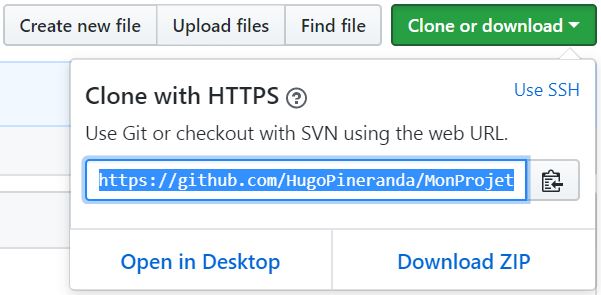 Create new file Upload files Find file Clone or download
Clone with HTTPS Use SSH
Use Git or checkout with SVN using the web URL.
https://github.com/HugoPineranda/MonProjet
Open in Desktop Download ZIP